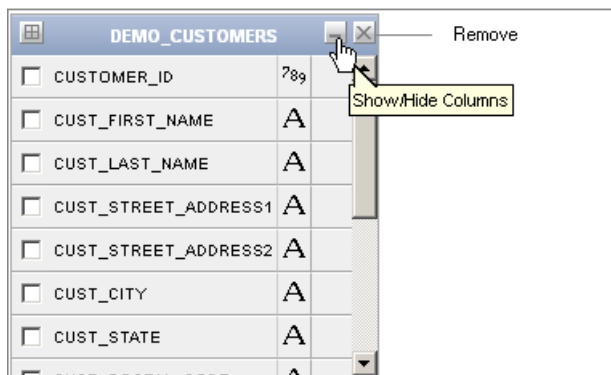 DEMO_CUSTOMERS
Remove
CUSTOMER_ID 789
Show/Hide Columns
CUST_FIRST_NAME A
CUST_LAST_NAME A
CUST_STREET_ADDRESS1 A
CUST_STREET_ADDRESS2 A
CUST_CITY A
CUST_STATE A